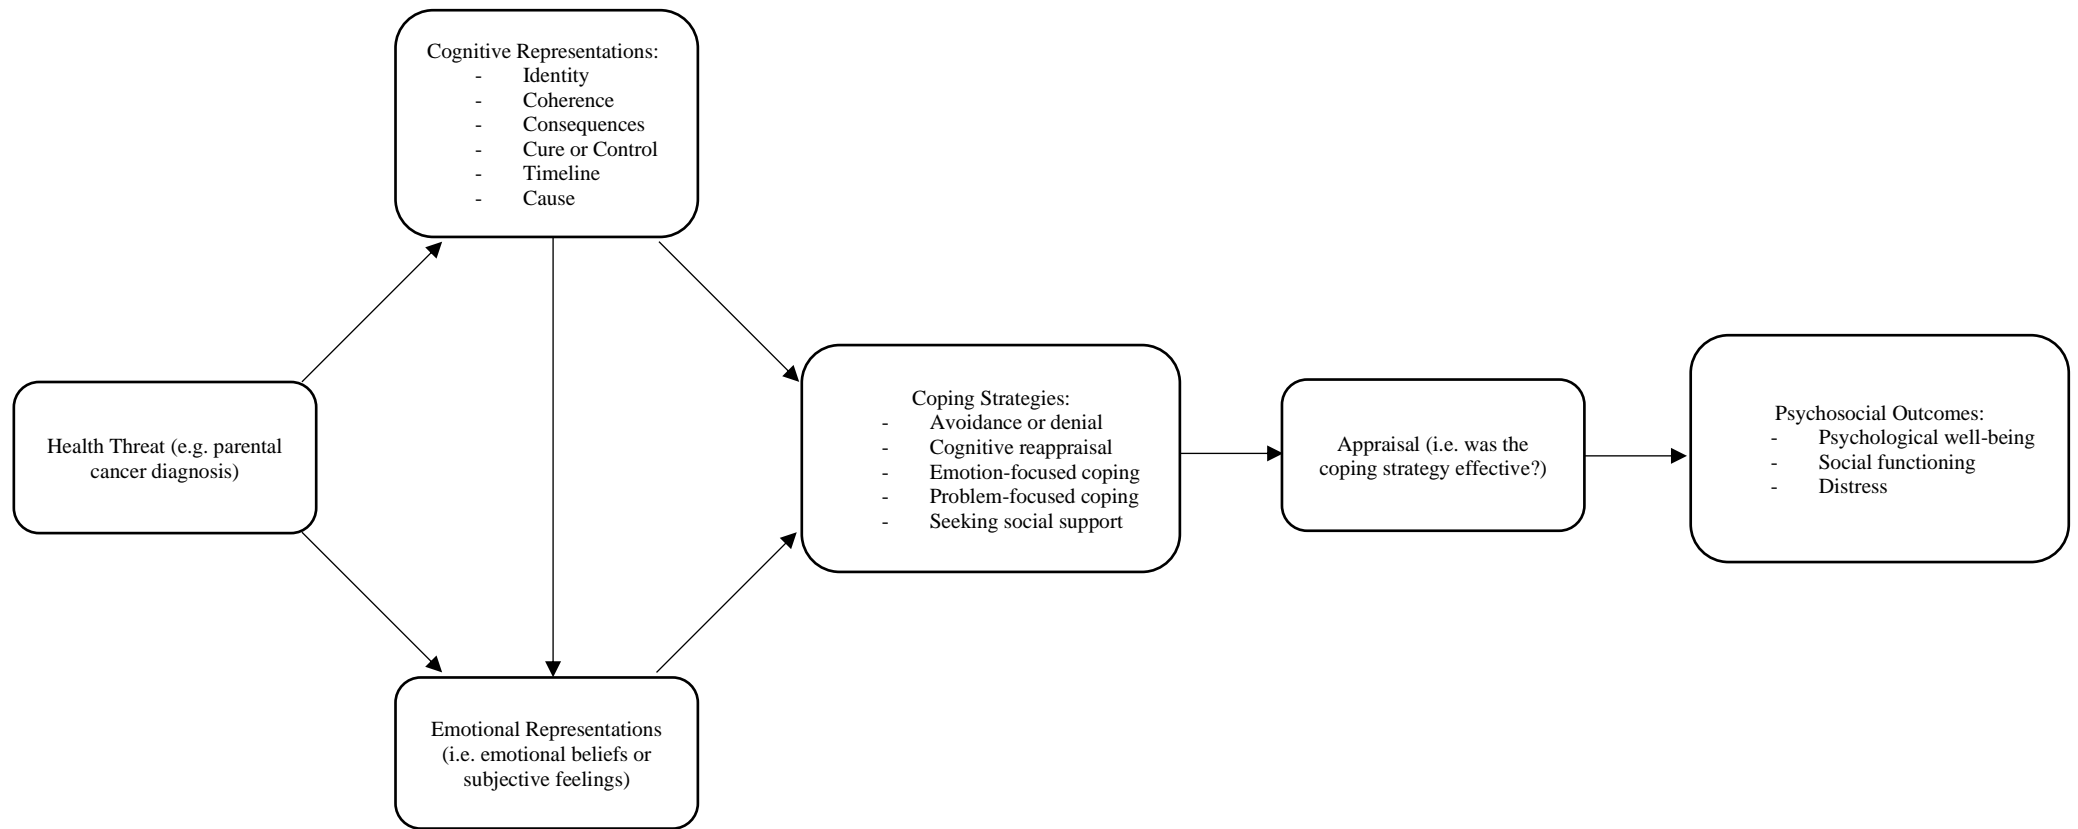 Cognitive Representations:
- Identity
- Coherence
- Consequences
- Cure or Control
- Timeline
- Cause
Health Threat (e.g. parental
cancer diagnosis)
Emotional Representations
(i.e. emotional beliefs or
subjective feelings)
Coping Strategies:
- Avoidance or denial
- Cognitive reappraisal
- Emotion-focused coping
- Problem-focused coping
- Seeking social support
Appraisal (i.e. was the
coping strategy effective?)
Psychosocial Outcomes:
- Psychological well-being
- Social functioning
- Distress